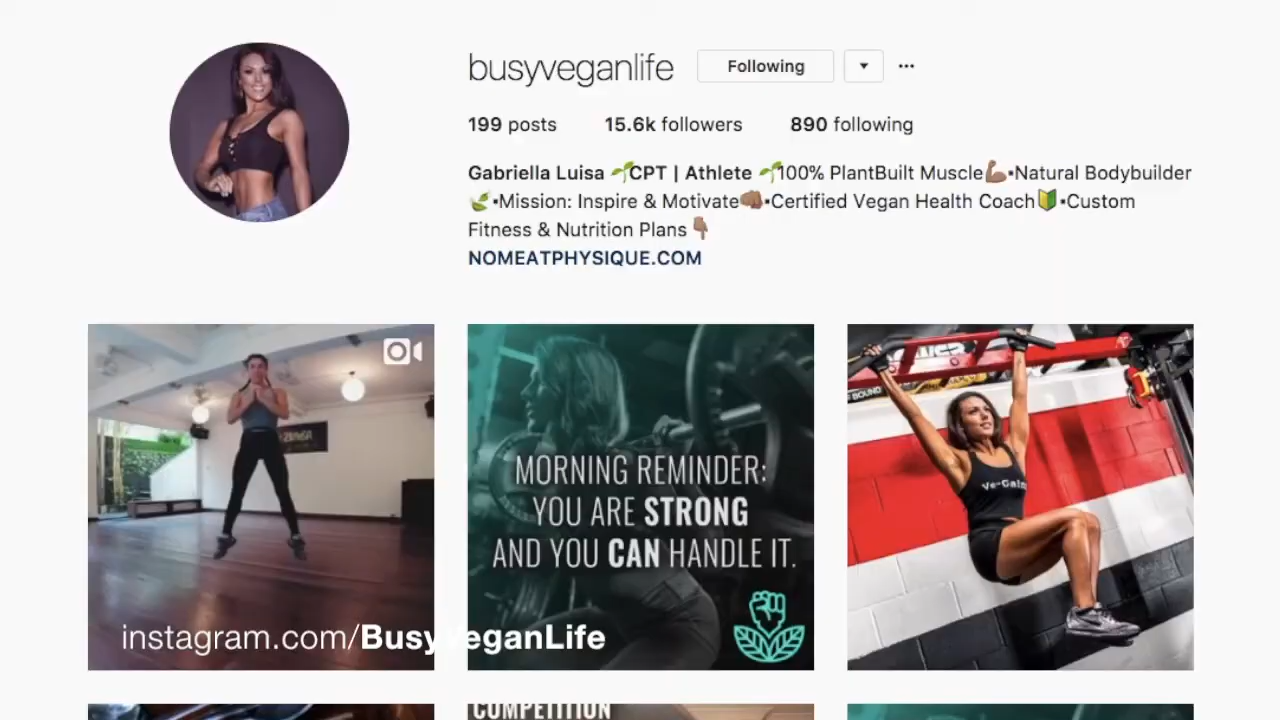 busyveganlife Following
199 posts 15.6k followers 890 following
Gabriella Luisa 🌱CPT | Athlete 🌱100% PlantBuilt Muscle💪🏽▪Natural Bodybuilder
🌿▪Mission: Inspire & Motivate👊🏽▪Certified Vegan Health Coach🔰▪Custom
Fitness & Nutrition Plans👇🏽
NOMEATPHYSIQUE.COM
MORNING REMINDER:
YOU ARE STRONG
AND YOU CAN HANDLE IT.
instagram.com/BusyVeganLife
COMPETITION